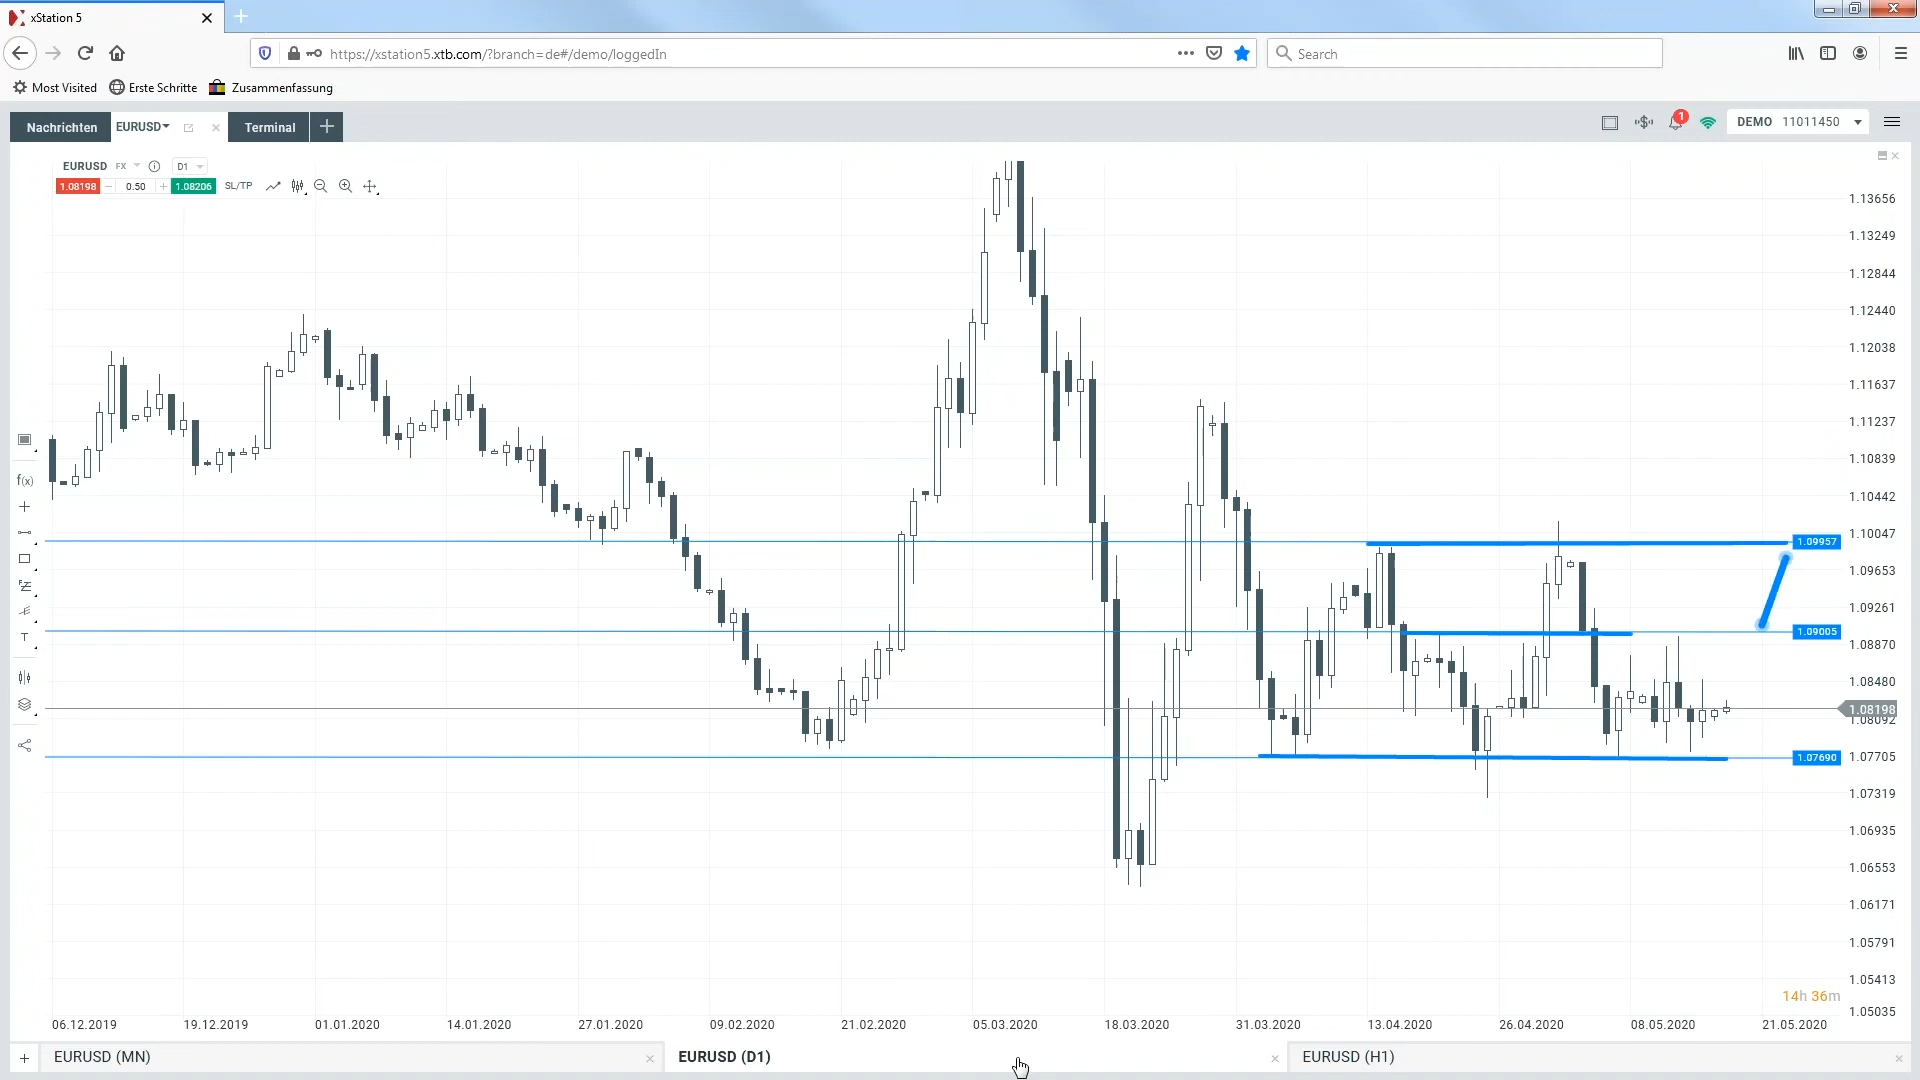 xStation 5
https://xstation5.xtb.com/?branch=de#/demo/loggedIn
Search
Most Visited
Erste Schritte
Zusammenfassung
Nachrichten
EURUSD
Terminal
1
DEMO 11011450
EURUSD FX D1
1.08198
0.50
1.08206
SL/TP
1.13656
1.13249
1.12844
1.12440
1.12038
1.11637
1.11237
1.10839
1.10442
1.10047
1.09957
1.09653
1.09261
1.09005
1.08870
1.08480
1.08198
1.08092
1.07705
1.07690
1.07319
1.06935
1.06553
1.06171
1.05791
1.05413
1.05035
f(x)
T
14h 36m
06.12.2019
19.12.2019
01.01.2020
14.01.2020
27.01.2020
09.02.2020
21.02.2020
05.03.2020
18.03.2020
31.03.2020
13.04.2020
26.04.2020
08.05.2020
21.05.2020
EURUSD (MN)
EURUSD (D1)
EURUSD (H1)